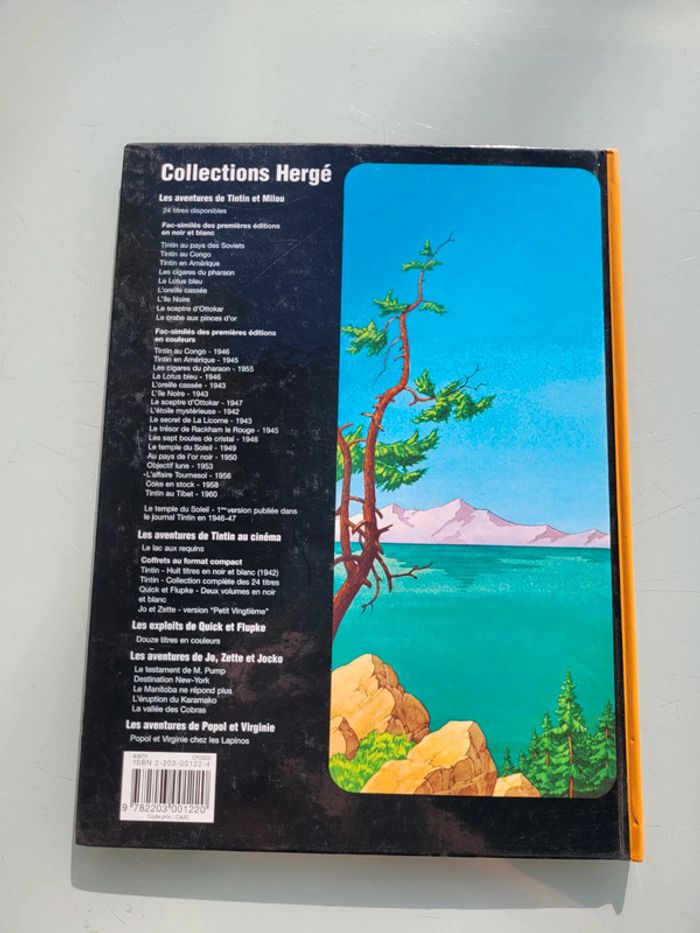 Collections Hergé
Les aventures de Tintin et Milou
24 titres disponibles
Fac-similés des premières éditions
en noir et blanc
Tintin au pays des Soviets
Tintin au Congo
Tintin en Amérique
Les cigares du pharaon
Le Lotus bleu
L'oreille cassée
L'île Noire
Le sceptre d'Ottokar
Le crabe aux pinces d'or
Fac-similés des premières éditions
en couleurs
Tintin au Congo - 1946
Tintin en Amérique - 1945
Les cigares du pharaon - 1955
Le Lotus bleu - 1946
L'oreille cassée - 1943
L'île Noire - 1943
Le sceptre d'Ottokar - 1947
L'étoile mystérieuse - 1942
Le secret de La Licorne - 1943
Le trésor de Rackham le Rouge - 1945
Les sept boules de cristal - 1948
Le temple du Soleil - 1949
Au pays de l'or noir - 1950
Objectif lune - 1953
L'affaire Tournesol - 1956
Coke en stock - 1958
Tintin au Tibet - 1960
Le temple du Soleil - 1ère version publiée dans
le journal Tintin en 1946-47
Les aventures de Tintin au cinéma
Le lac aux requins
Coffrets au format compact
Tintin - Huit titres en noir et blanc (1942)
Tintin - Collection complète des 24 titres
Quick et Flupke - Deux volumes en noir
et blanc
Jo et Zette - version "Petit Vingtième"
Les exploits de Quick et Flupke
Douze titres en couleurs
Les aventures de Jo, Zette et Jocko
Le testament de M. Pump
Destination New-York
Le Manitoba ne répond plus
L'éruption du Karamako
La vallée des Cobras
Les aventures de Popol et Virginie
Popol et Virginie chez les Lapinos
ISBN 2-203-00122-4
9 782203 001220
Code prix : CA30